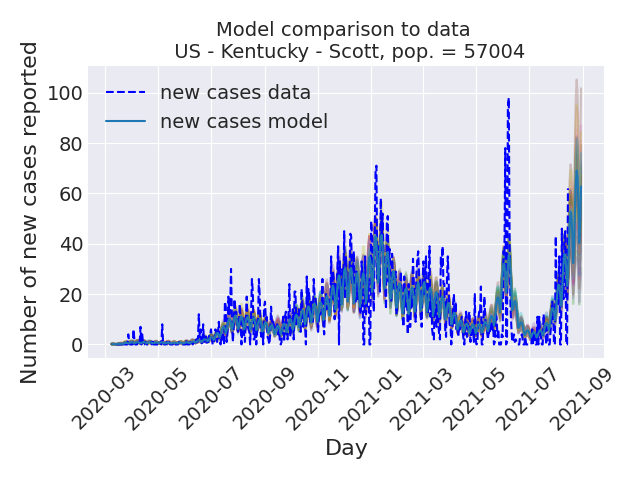 Model comparison to data
US - Kentucky - Scott, pop. = 57004
Number of new cases reported
100
80
60
40
20
0
new cases data
new cases model
2020-03
2020-05
2020-07
2020-09
2020-11
2021-01
2021-03
2021-05
2021-07
2021-09
Day